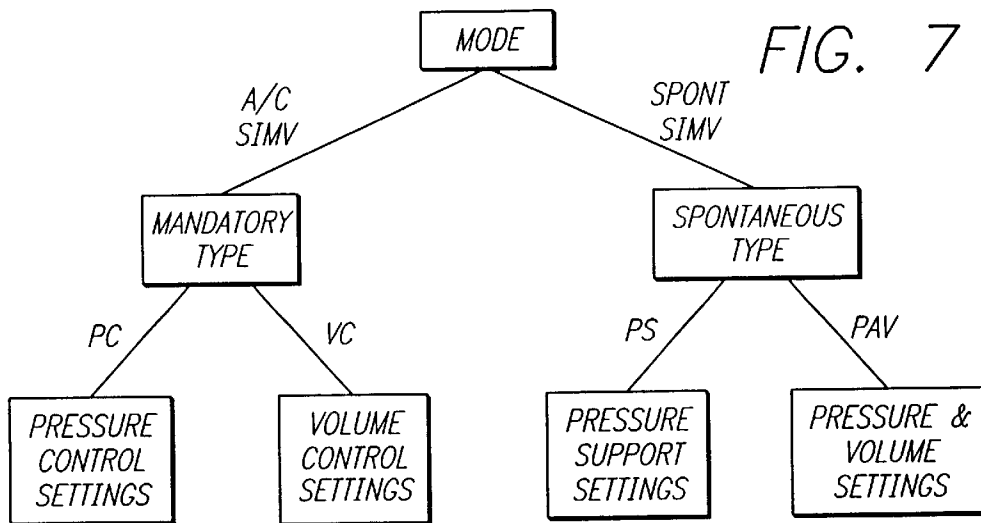 MODE
FIG. 7
A/C
SIMV
SPONT
SIMV
MANDATORY
TYPE
SPONTANEOUS
TYPE
PC
VC
PS
PAV
PRESSURE
CONTROL
SETTINGS
VOLUME
CONTROL
SETTINGS
PRESSURE
SUPPORT
SETTINGS
PRESSURE &
VOLUME
SETTINGS